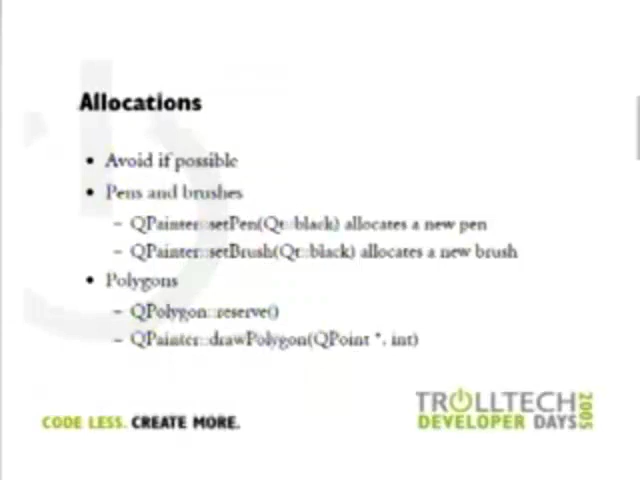 Allocations
• Avoid if possible
• Pens and brushes
– QPainter::setPen(Qt::black) allocates a new pen
– QPainter::setBrush(Qt::black) allocates a new brush
• Polygons
– QPolygon::reserve()
– QPainter::drawPolygon(QPoint *, int)
CODE LESS. CREATE MORE.
TROLLTECH
DEVELOPER DAYS 2005